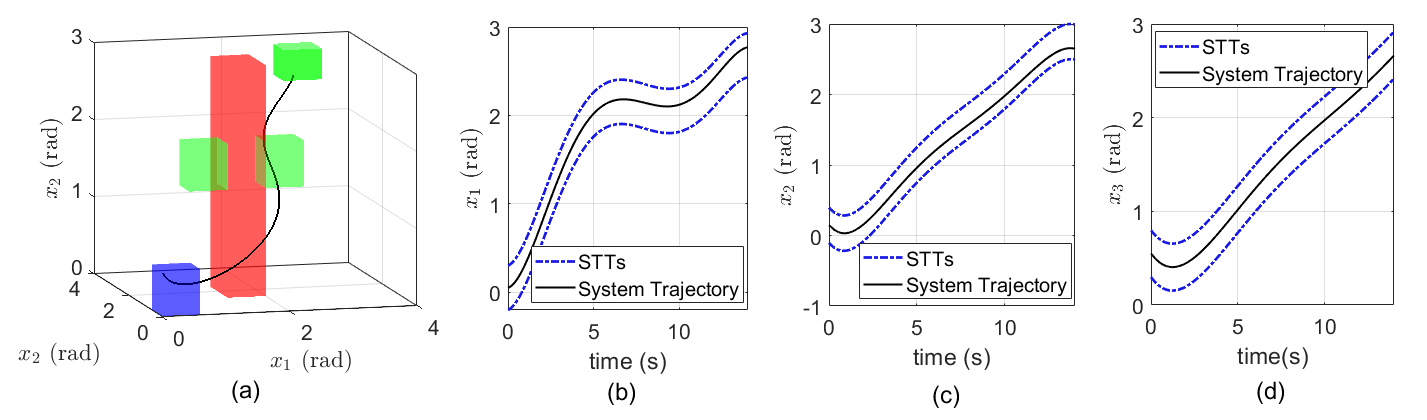 3
2
1
0
x₂ (rad)
4
2
0
x₂ (rad)
0
2
4
x₁ (rad)
(a)
3
2
1
0
x₁ (rad)
STTs
System Trajectory
0
5
10
time (s)
(b)
3
2
1
0
-1
x₂ (rad)
STTs
System Trajectory
0
5
10
time (s)
(c)
3
2
1
0
x₃ (rad)
STTs
System Trajectory
0
5
10
time(s)
(d)